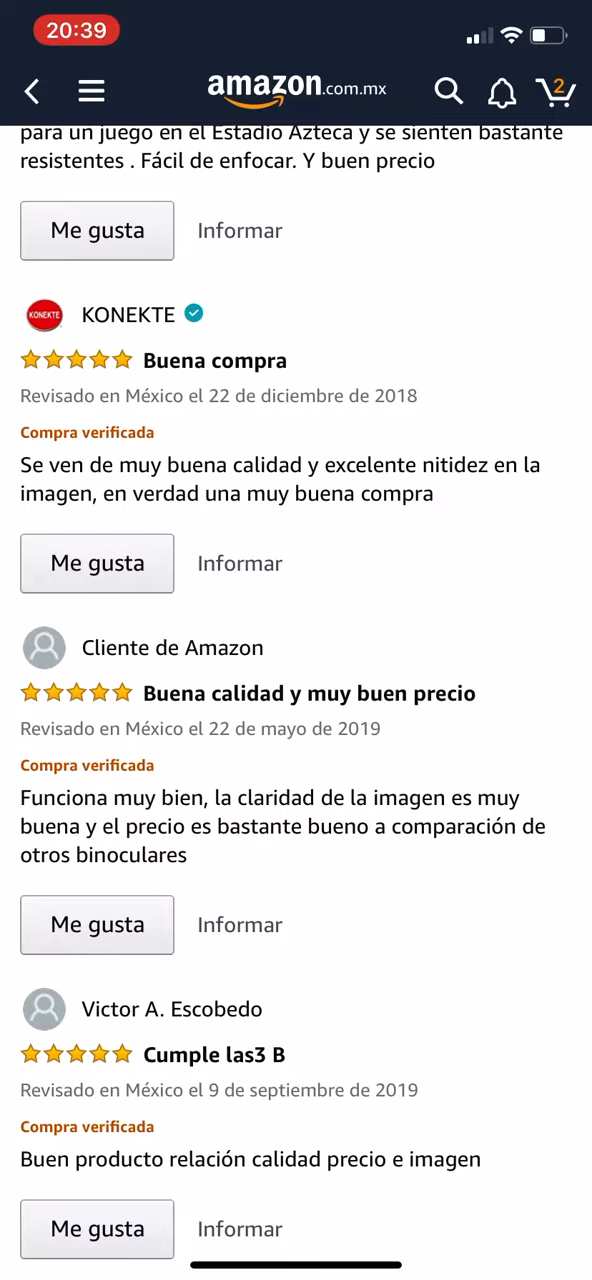 20:39
amazon.com.mx
2
para un juego en el Estadio Azteca y se sienten bastante
resistentes . Fácil de enfocar. Y buen precio
Me gusta
Informar
KONEKTE
KONEKTE
Buena compra
Revisado en México el 22 de diciembre de 2018
Compra verificada
Se ven de muy buena calidad y excelente nitidez en la
imagen, en verdad una muy buena compra
Me gusta
Informar
Cliente de Amazon
Buena calidad y muy buen precio
Revisado en México el 22 de mayo de 2019
Compra verificada
Funciona muy bien, la claridad de la imagen es muy
buena y el precio es bastante bueno a comparación de
otros binoculares
Me gusta
Informar
Victor A. Escobedo
Cumple las3 B
Revisado en México el 9 de septiembre de 2019
Compra verificada
Buen producto relación calidad precio e imagen
Me gusta
Informar